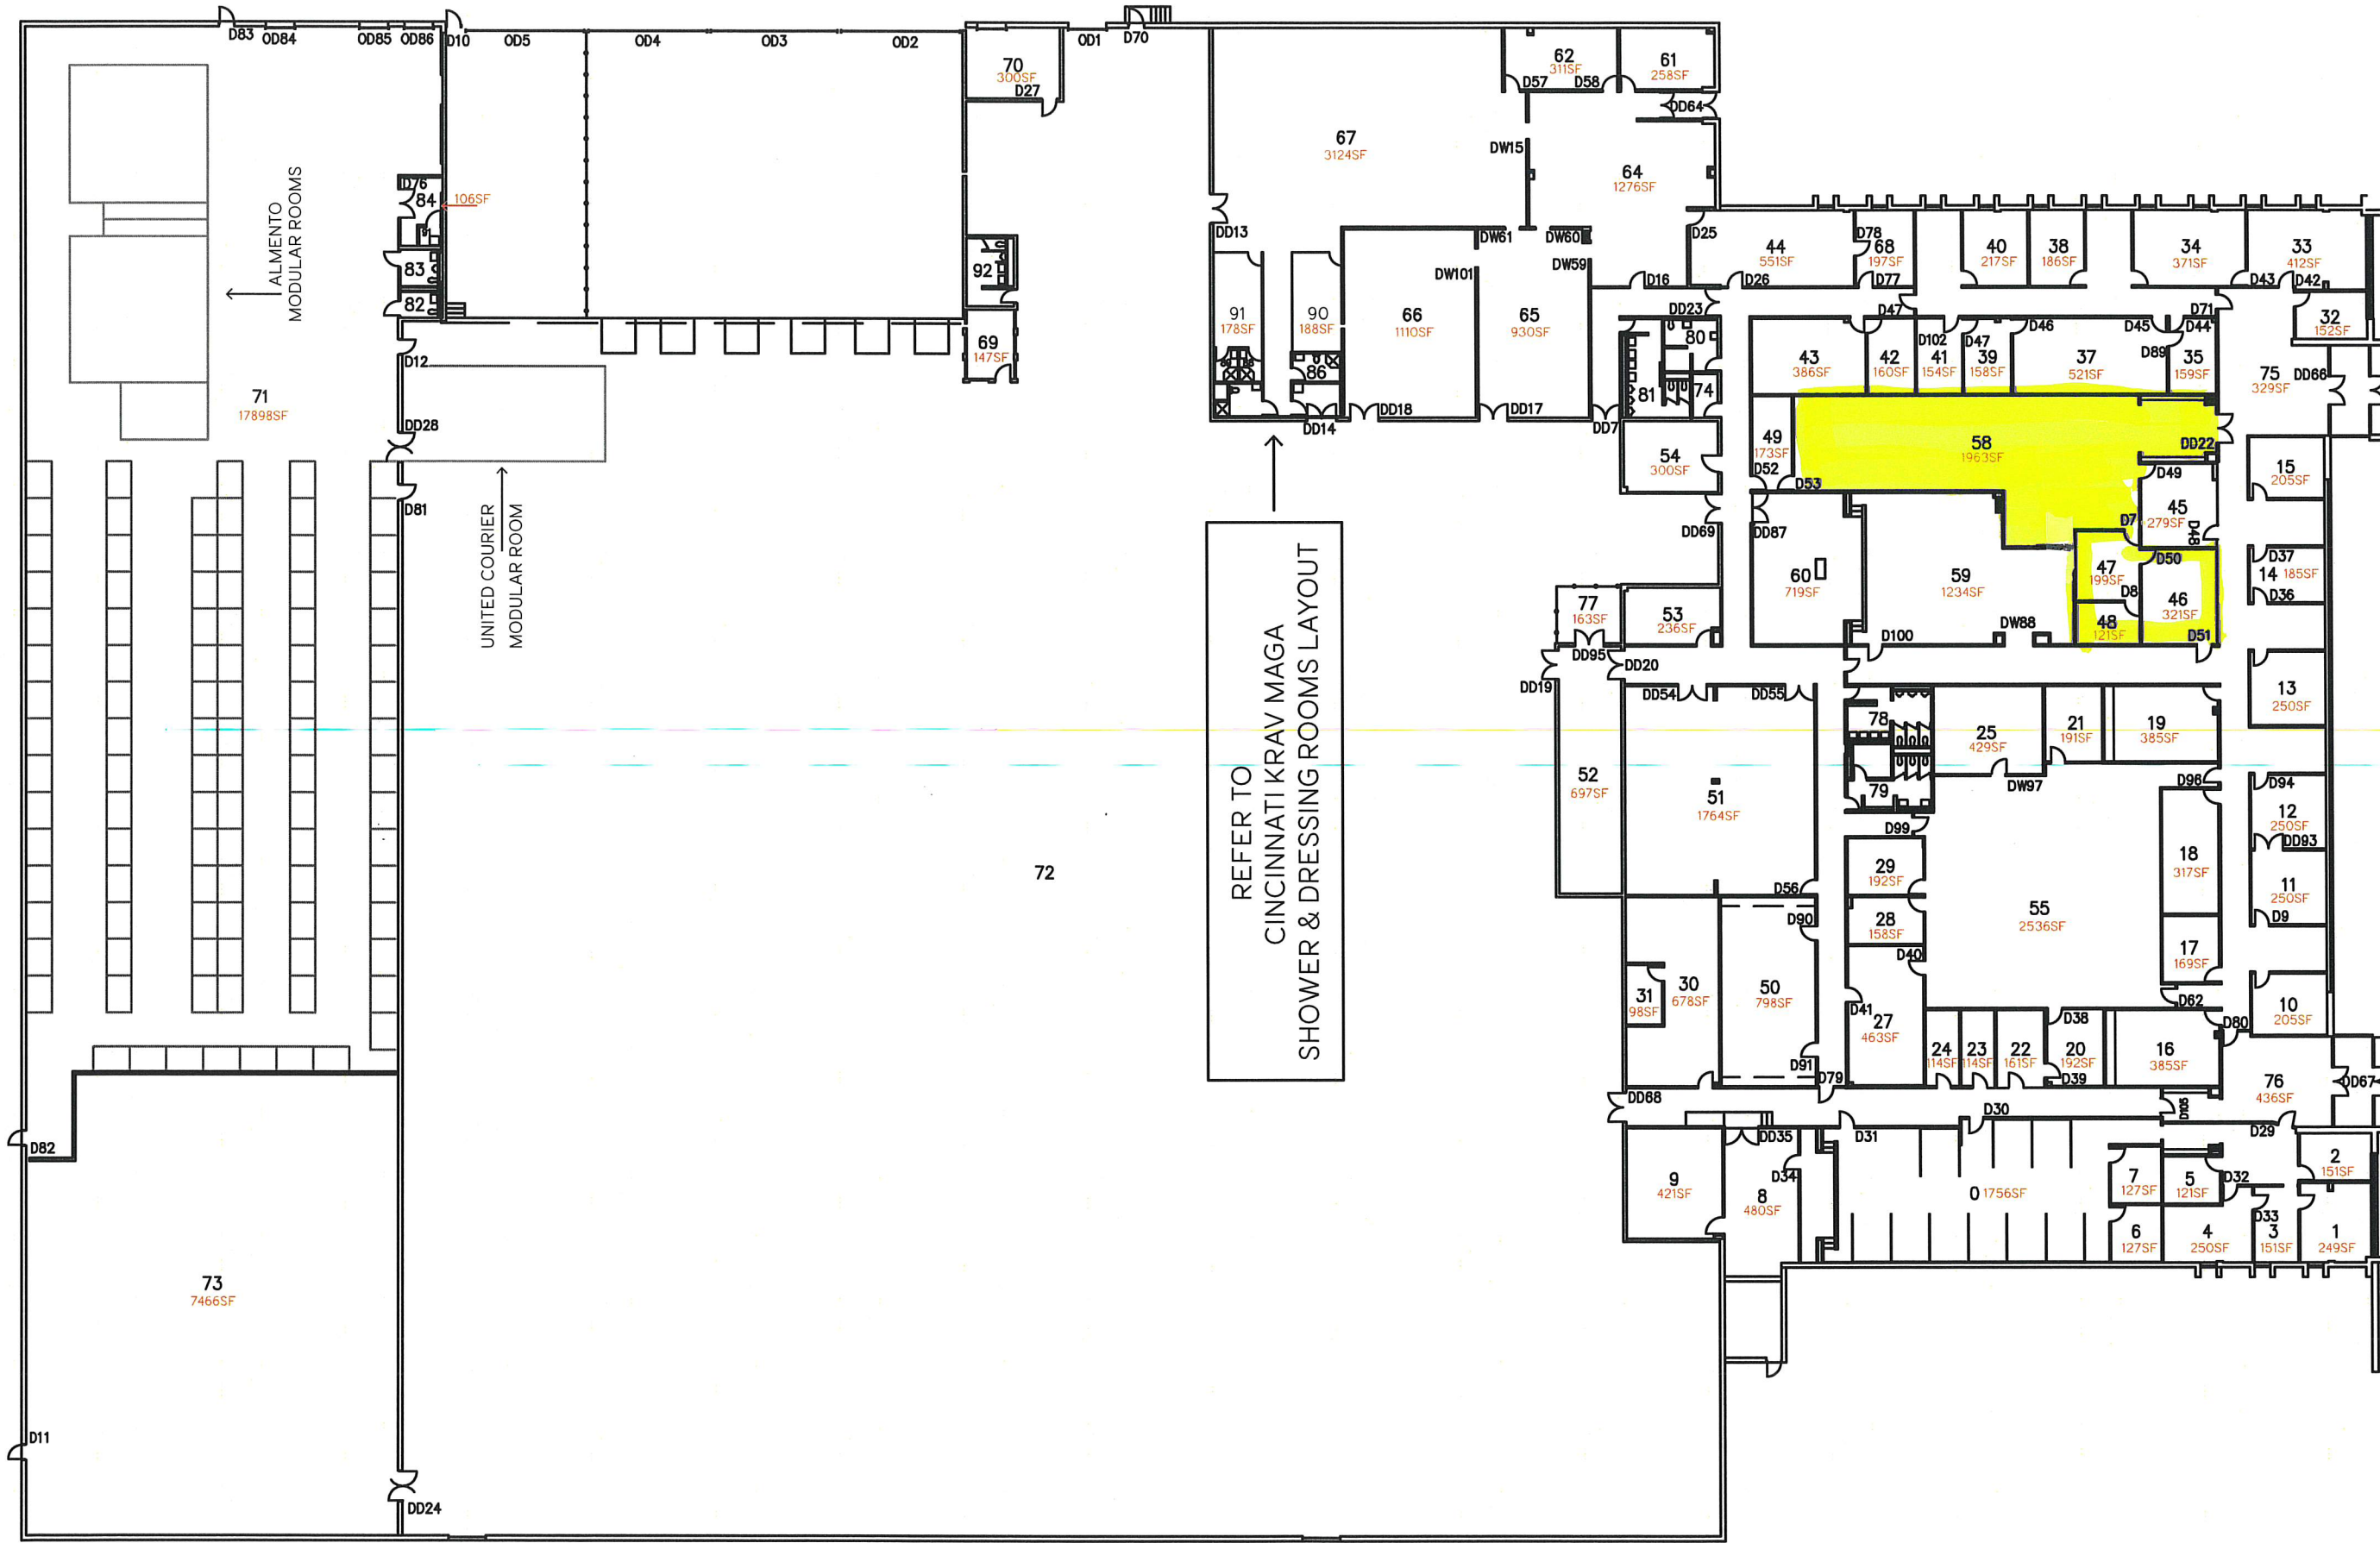 D83
OD84
OD85
OD86
D10
OD5
OD4
OD3
OD2
OD1
D70
70
300SF
D27
62
311SF
D57
D58
61
258SF
DD64
67
3124SF
DW15
64
1276SF
ALMENTO
MODULAR ROOMS
D76
84
106SF
83
82
DD13
92
DW61
DW60
DW101
DW59
D25
D16
44
551SF
D26
D78
68
197SF
D77
40
217SF
38
186SF
34
371SF
33
412SF
D43
D42
91
178SF
90
188SF
86
66
1110SF
65
930SF
DD23
D47
D71
32
152SF
69
147SF
80
81
74
43
386SF
42
160SF
D102
41
154SF
D47
39
158SF
D46
37
521SF
D45
D44
D89
35
159SF
75
329SF
DD66
D12
71
17898SF
DD28
DD18
DD17
DD14
DD7
D81
UNITED COURIER
MODULAR ROOM
54
300SF
49
173SF
D52
D53
58
1963SF
DD22
D49
45
279SF
D48
D7
15
205SF
DD69
DD87
60
719SF
59
1234SF
47
199SF
D8
D50
46
321SF
48
121SF
D51
D37
14
185SF
D36
77
163SF
53
236SF
DD95
DD20
DD19
D100
DW88
REFER TO
CINCINNATI KRAV MAGA
SHOWER & DRESSING ROOMS LAYOUT
DD54
DD55
78
79
25
429SF
21
191SF
19
385SF
13
250SF
DW97
D96
D94
52
697SF
51
1764SF
D56
D99
29
192SF
18
317SF
12
250SF
DD93
72
28
158SF
55
2536SF
11
250SF
D9
D90
D40
17
169SF
30
678SF
31
98SF
50
798SF
D41
27
463SF
D62
10
205SF
D91
D79
24
114SF
23
114SF
22
161SF
D38
20
192SF
D39
16
385SF
D80
76
436SF
DD67
DD68
D30
D105
DD35
D31
D29
D82
9
421SF
8
480SF
D34
0
1756SF
7
127SF
5
121SF
D32
2
151SF
6
127SF
4
250SF
D33
3
151SF
1
249SF
73
7466SF
D11
DD24